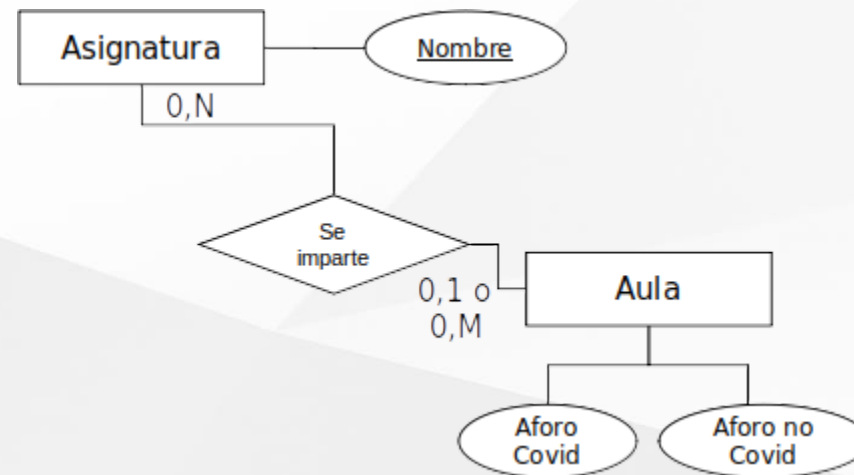 Asignatura
Nombre
0,N
Se
imparte
0,1 o
0,M
Aula
Aforo
Covid
Aforo no
Covid